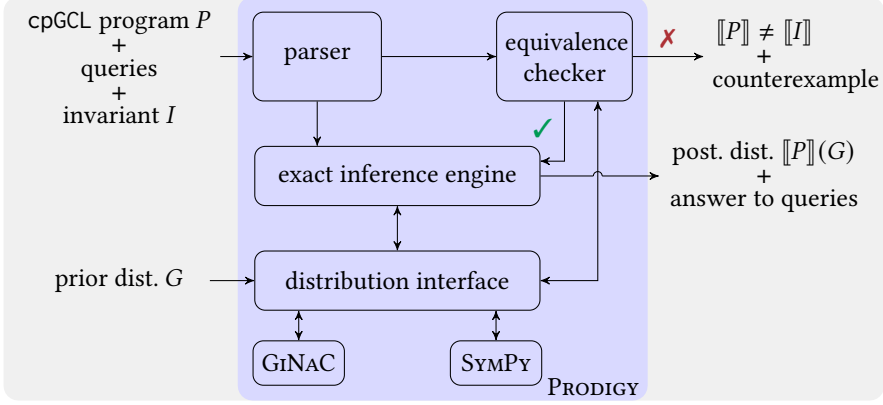 cpGCL program P
+
queries
+
invariant I
parser
equivalence
checker
✗
⟦P⟧ ≠ ⟦I⟧
+
counterexample
✓
exact inference engine
post. dist. ⟦P⟧(G)
+
answer to queries
prior dist. G
distribution interface
GiNaC
SymPy
Prodigy